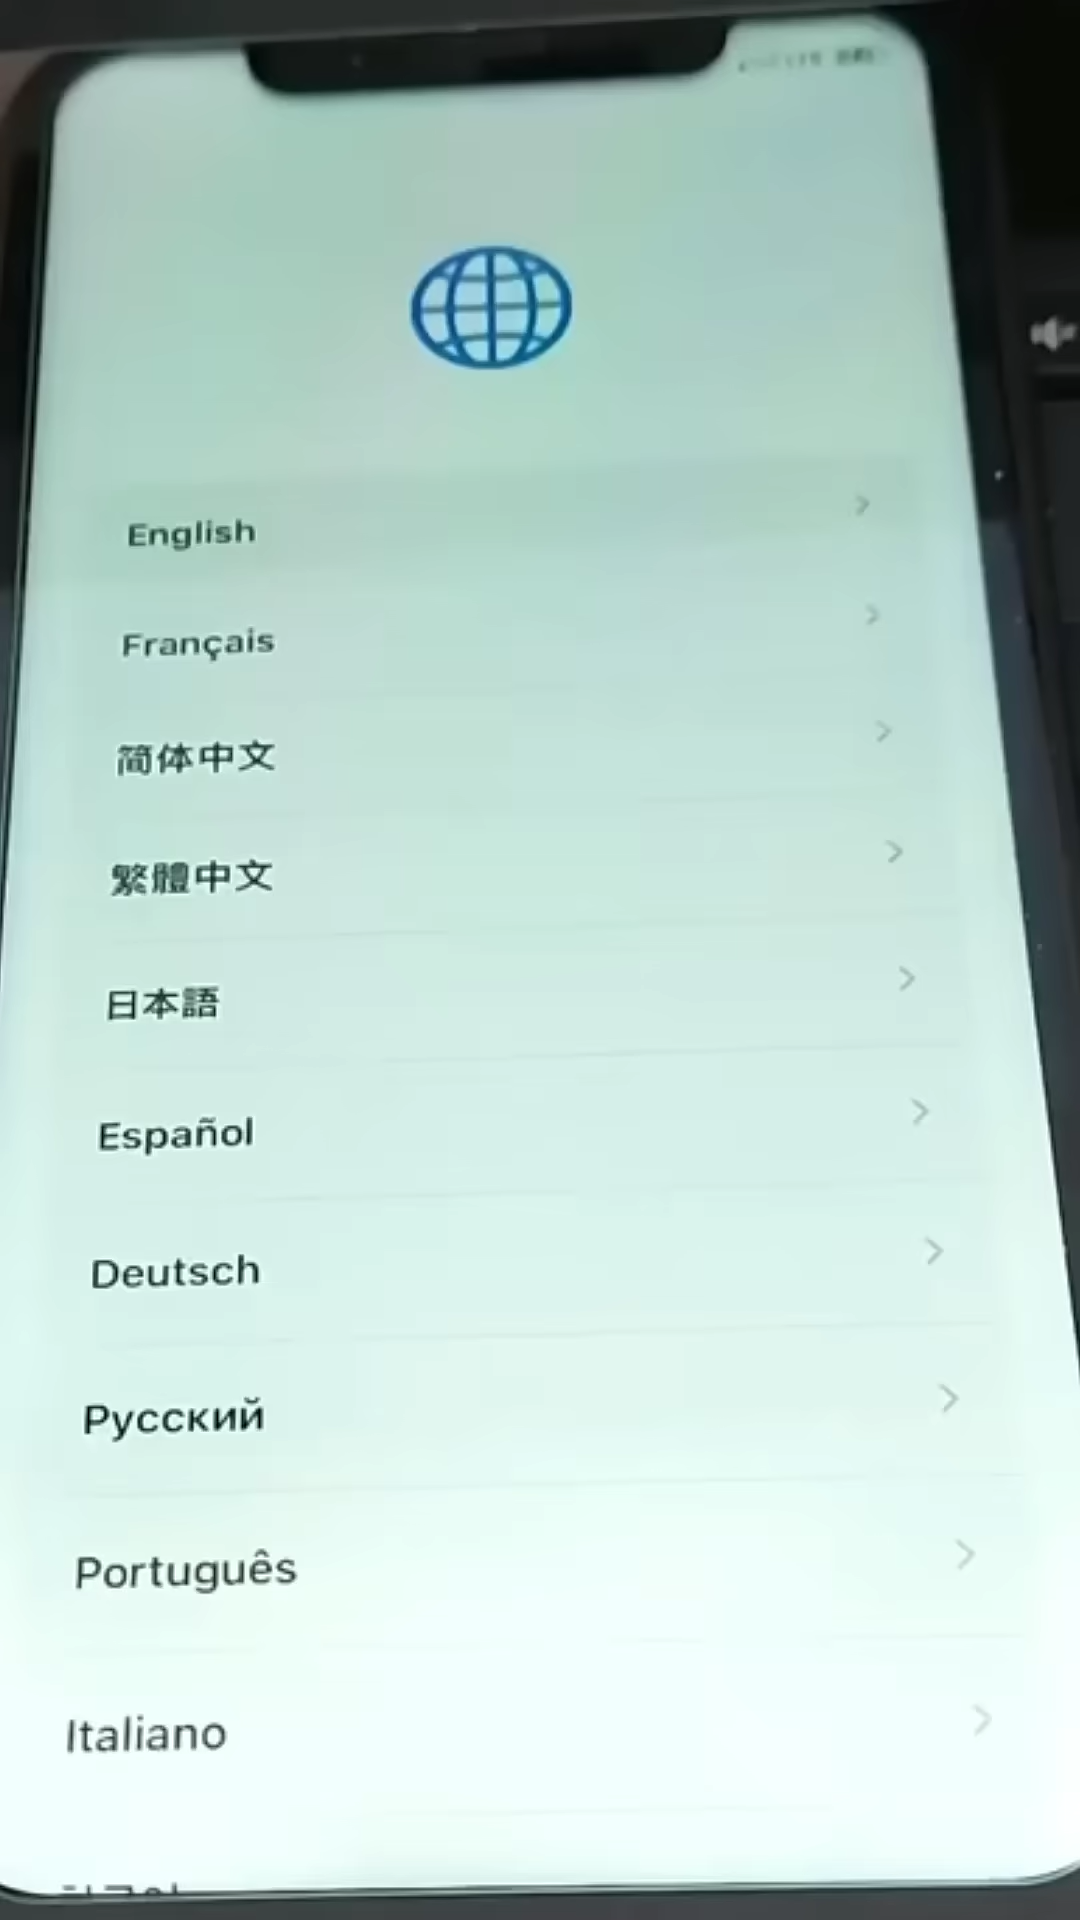 English
Français
简体中文
繁體中文
日本語
Español
Deutsch
Русский
Português
Italiano